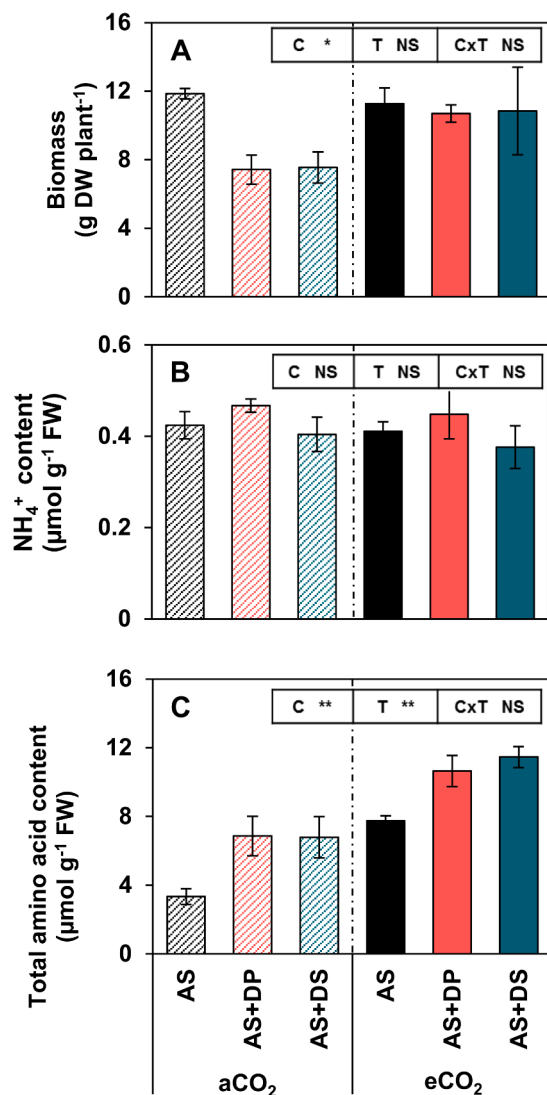 A
C * T NS CxT NS
Biomass
(g DW plant⁻¹)
16
12
8
4
0
B
C NS T NS CxT NS
NH₄⁺ content
(µmol g⁻¹ FW)
0.6
0.4
0.2
0
C
C ** T ** CxT NS
Total amino acid content
(µmol g⁻¹ FW)
16
12
8
4
0
AS AS+DP AS+DS AS AS+DP AS+DS
aCO₂ eCO₂